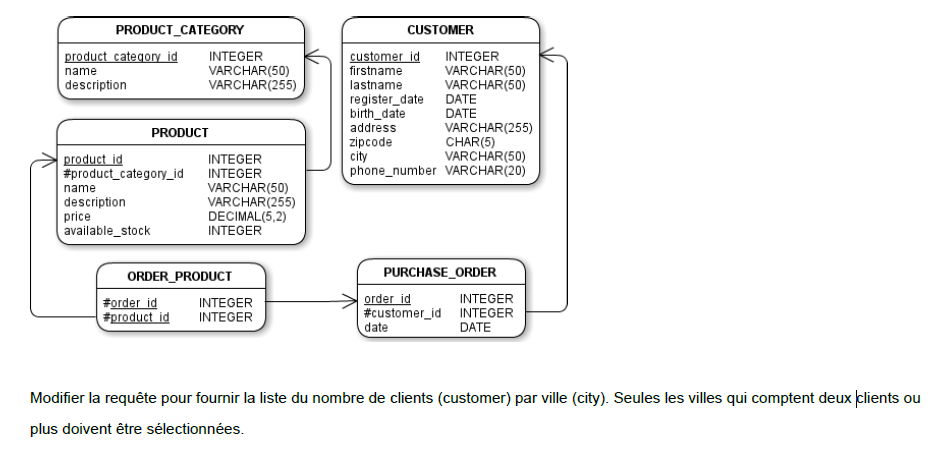 PRODUCT_CATEGORY
product_category_id INTEGER
name VARCHAR(50)
description VARCHAR(255)
CUSTOMER
customer_id INTEGER
firstname VARCHAR(50)
lastname VARCHAR(50)
register_date DATE
birth_date DATE
address VARCHAR(255)
zipcode CHAR(5)
city VARCHAR(50)
phone_number VARCHAR(20)
PRODUCT
product_id INTEGER
#product_category_id INTEGER
name VARCHAR(50)
description VARCHAR(255)
price DECIMAL(5,2)
available_stock INTEGER
ORDER_PRODUCT
#order_id INTEGER
#product_id INTEGER
PURCHASE_ORDER
order_id INTEGER
#customer_id INTEGER
date DATE
Modifier la requête pour fournir la liste du nombre de clients (customer) par ville (city). Seules les villes qui comptent deux clients ou
plus doivent être sélectionnées.